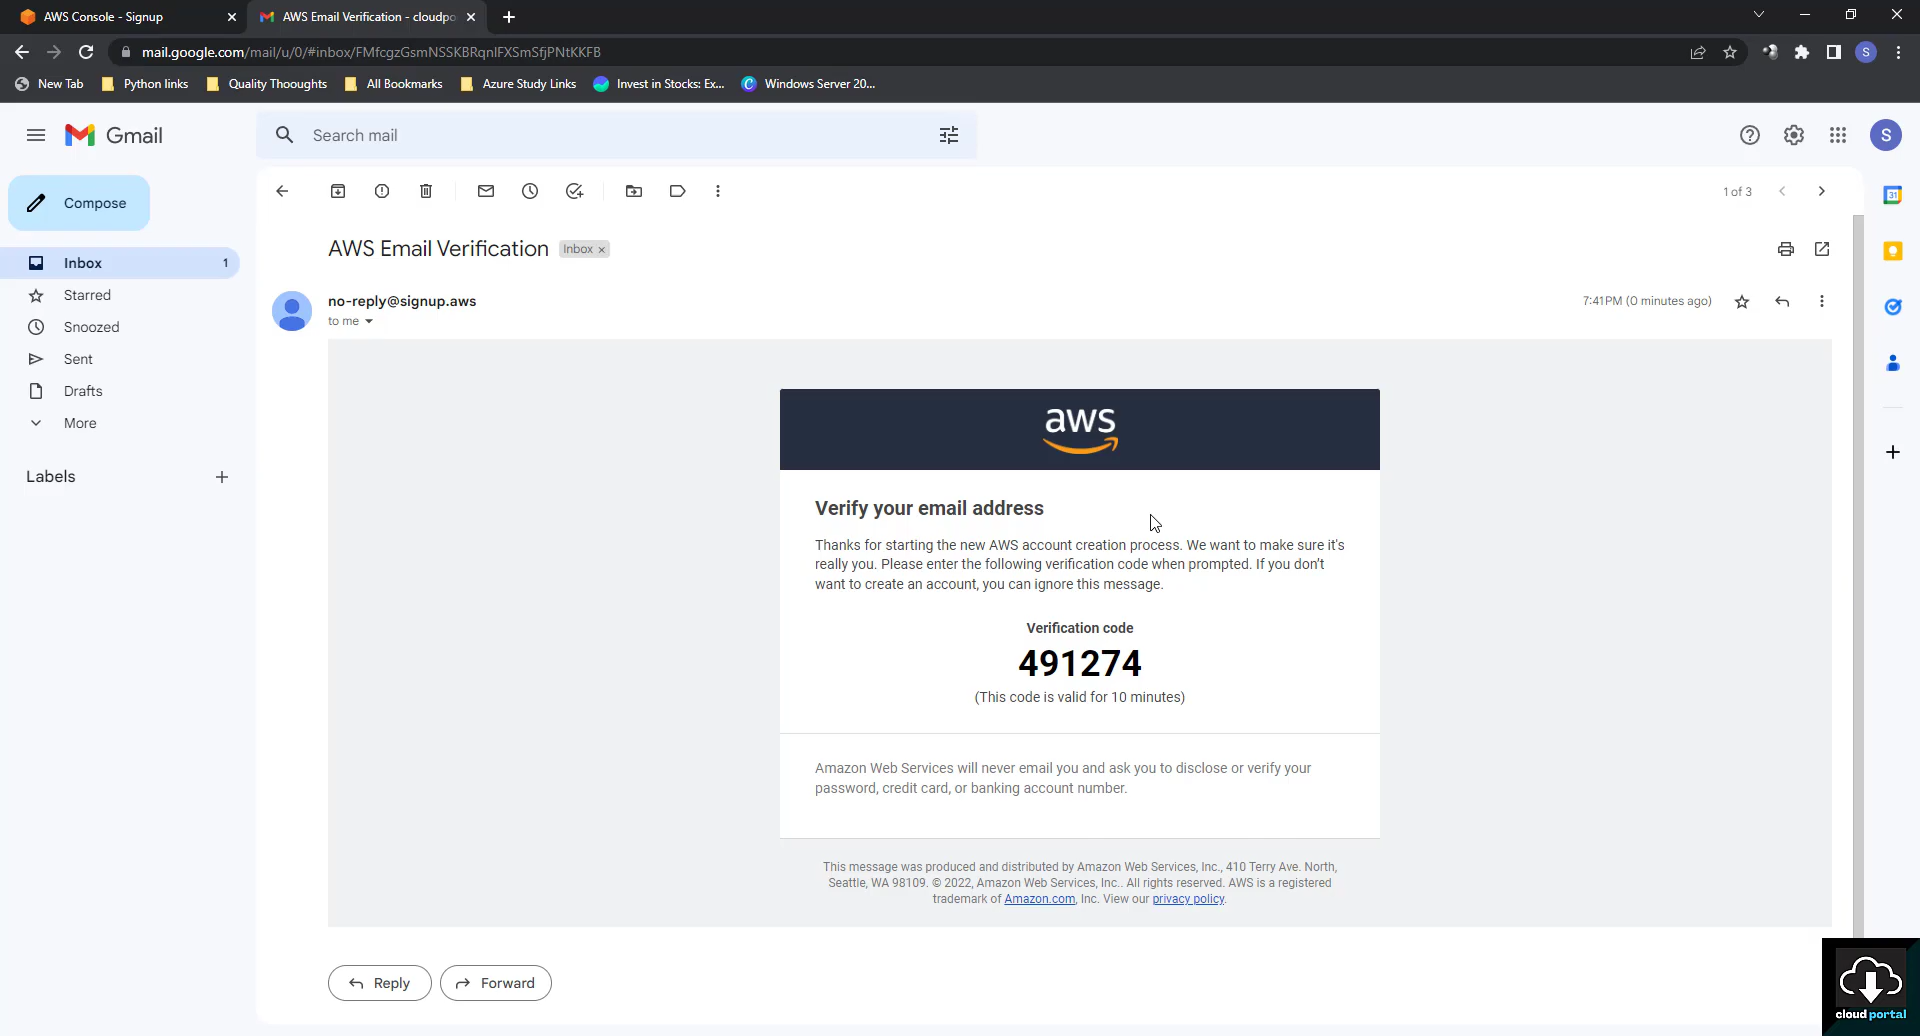 AWS Console - Signup
AWS Email Verification - cloudpo
mail.google.com/mail/u/0/#inbox/FMfcgzGsmNSSKBRqnlFXSmSfjPNtKKFB
S
New Tab
Python links
Quality Thooughts
All Bookmarks
Azure Study Links
Invest in Stocks: Ex...
C
Windows Server 20...
Gmail
Search mail
S
Compose
1 of 3
31
AWS Email Verification
Inbox x
Inbox
1
Starred
no-reply@signup.aws
7:41 PM (0 minutes ago)
to me
Snoozed
Sent
Drafts
More
Labels
aws
Verify your email address
Thanks for starting the new AWS account creation process. We want to make sure it's
really you. Please enter the following verification code when prompted. If you don't
want to create an account, you can ignore this message.
Verification code
491274
(This code is valid for 10 minutes)
Amazon Web Services will never email you and ask you to disclose or verify your
password, credit card, or banking account number.
This message was produced and distributed by Amazon Web Services, Inc., 410 Terry Ave. North,
Seattle, WA 98109. © 2022, Amazon Web Services, Inc.. All rights reserved. AWS is a registered
trademark of Amazon.com, Inc. View our privacy policy.
Reply
Forward
cloud portal